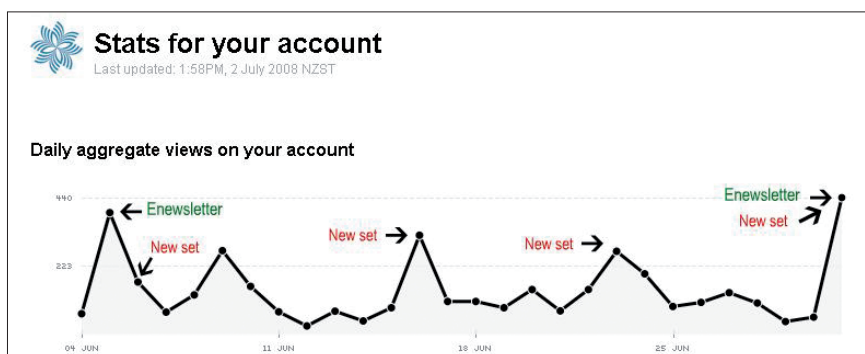 Stats for your account
Last updated: 1:58PM, 2 July 2008 NZST
Daily aggregate views on your account
440
Enewsletter
Enewsletter
New set
New set
New set
New set
223
04 JUN
11 JUN
18 JUN
25 JUN